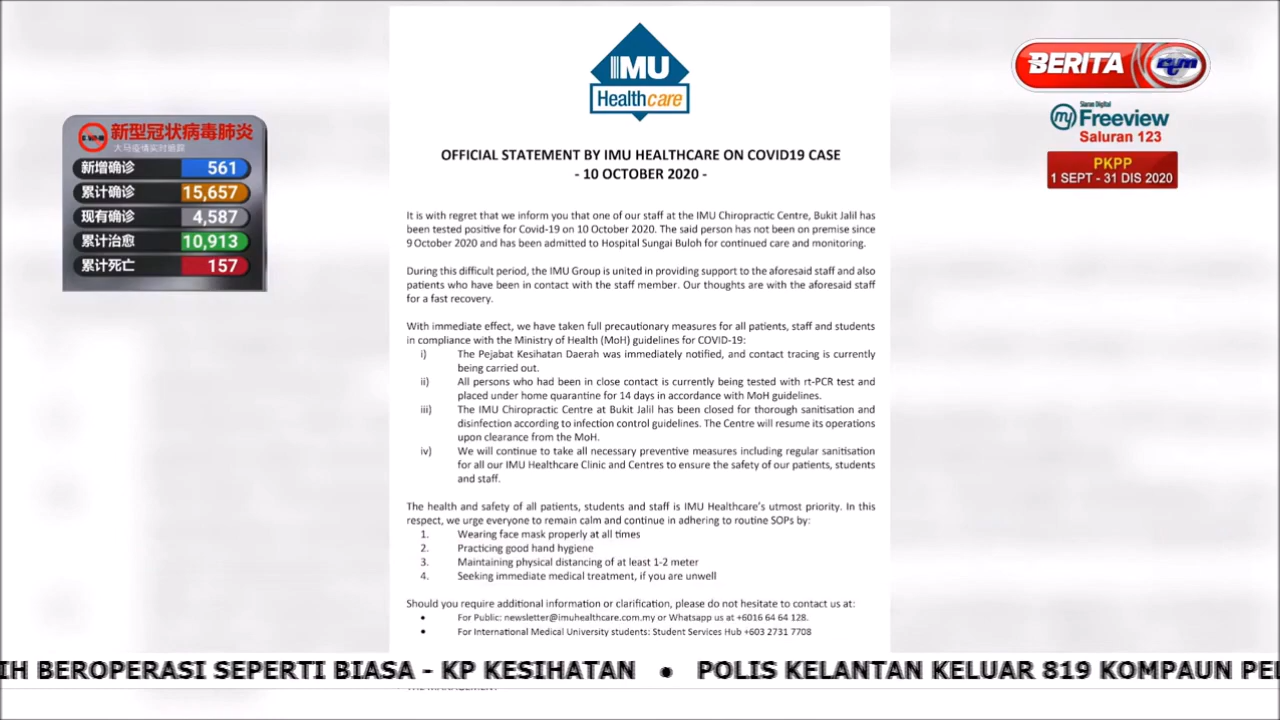 IMU
Healthcare
OFFICIAL STATEMENT BY IMU HEALTHCARE ON COVID19 CASE
- 10 OCTOBER 2020 -
It is with regret that we inform you that one of our staff at the IMU Chiropractic Centre, Bukit Jalil has
been tested positive for Covid-19 on 10 October 2020. The said person has not been on premise since
9 October 2020 and has been admitted to Hospital Sungai Buloh for continued care and monitoring.
During this difficult period, the IMU Group is united in providing support to the aforesaid staff and also
patients who have been in contact with the staff member. Our thoughts are with the aforesaid staff
for a fast recovery.
With immediate effect, we have taken full precautionary measures for all patients, staff and students
in compliance with the Ministry of Health (MoH) guidelines for COVID-19:
i) The Pejabat Kesihatan Daerah was immediately notified, and contact tracing is currently
being carried out.
ii) All persons who had been in close contact is currently being tested with rt-PCR test and
placed under home quarantine for 14 days in accordance with MoH guidelines.
iii) The IMU Chiropractic Centre at Bukit Jalil has been closed for thorough sanitisation and
disinfection according to infection control guidelines. The Centre will resume its operations
upon clearance from the MoH.
iv) We will continue to take all necessary preventive measures including regular sanitisation
for all our IMU Healthcare Clinic and Centres to ensure the safety of our patients, students
and staff.
The health and safety of all patients, students and staff is IMU Healthcare's utmost priority. In this
respect, we urge everyone to remain calm and continue in adhering to routine SOPs by:
1. Wearing face mask properly at all times
2. Practicing good hand hygiene
3. Maintaining physical distancing of at least 1-2 meter
4. Seeking immediate medical treatment, if you are unwell
Should you require additional information or clarification, please do not hesitate to contact us at:
• For Public: newsletter@imuhealthcare.com.my or Whatsapp us at +6016 64 64 128.
• For International Medical University students: Student Services Hub +603 2731 7708
新型冠状病毒肺炎
大马疫情实时追踪
新增确诊 561
累计确诊 15,657
现有确诊 4,587
累计治愈 10,913
累计死亡 157
BERITA rtm
Siaran Digital
my Freeview
Saluran 123
PKPP
1 SEPT - 31 DIS 2020
IH BEROPERASI SEPERTI BIASA - KP KESIHATAN • POLIS KELANTAN KELUAR 819 KOMPAUN